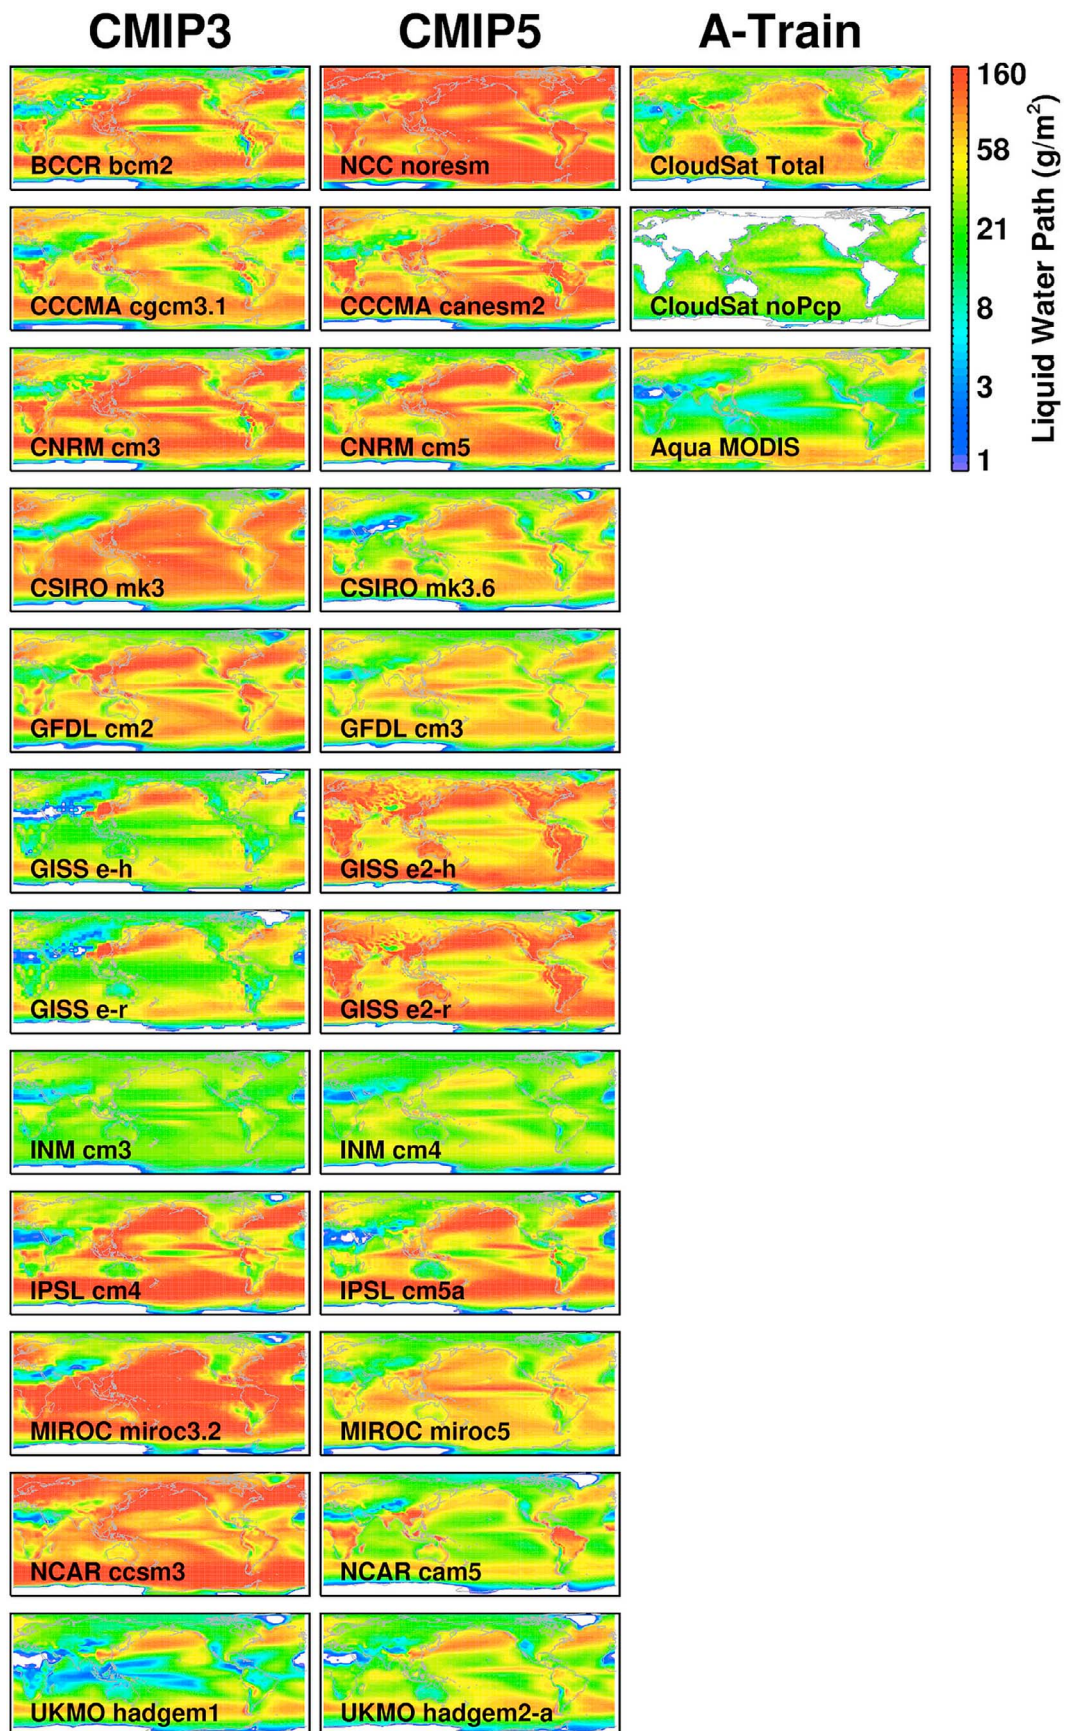 CMIP3 CMIP5 A-Train
BCCR bcm2 NCC noresm CloudSat Total
CCCMA cgcm3.1 CCCMA canesm2 CloudSat noPcp
CNRM cm3 CNRM cm5 Aqua MODIS
160
58
21
8
3
1
Liquid Water Path (g/m²)
CSIRO mk3 CSIRO mk3.6
GFDL cm2 GFDL cm3
GISS e-h GISS e2-h
GISS e-r GISS e2-r
INM cm3 INM cm4
IPSL cm4 IPSL cm5a
MIROC miroc3.2 MIROC miroc5
NCAR ccsm3 NCAR cam5
UKMO hadgem1 UKMO hadgem2-a